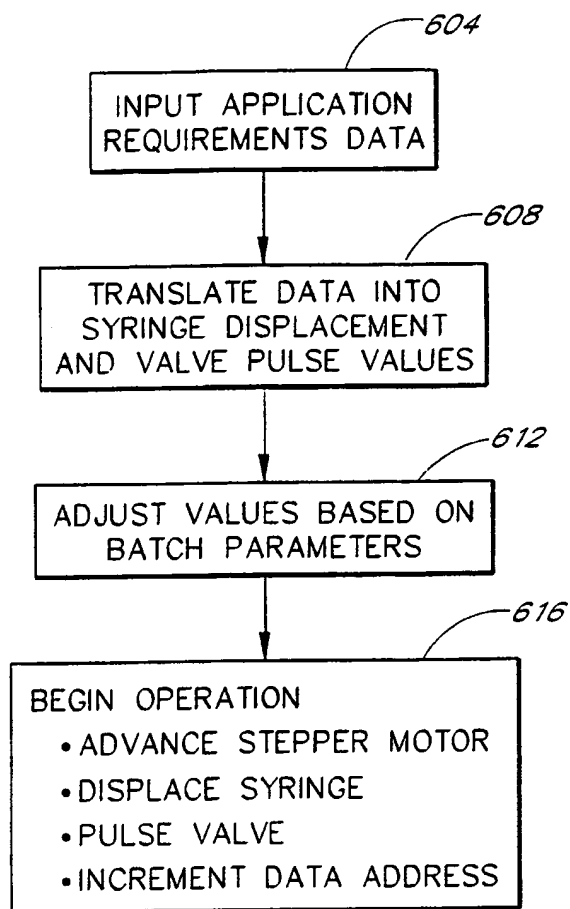 604
INPUT APPLICATION
REQUIREMENTS DATA
608
TRANSLATE DATA INTO
SYRINGE DISPLACEMENT
AND VALVE PULSE VALUES
612
ADJUST VALUES BASED ON
BATCH PARAMETERS
616
BEGIN OPERATION
• ADVANCE STEPPER MOTOR
• DISPLACE SYRINGE
• PULSE VALVE
• INCREMENT DATA ADDRESS